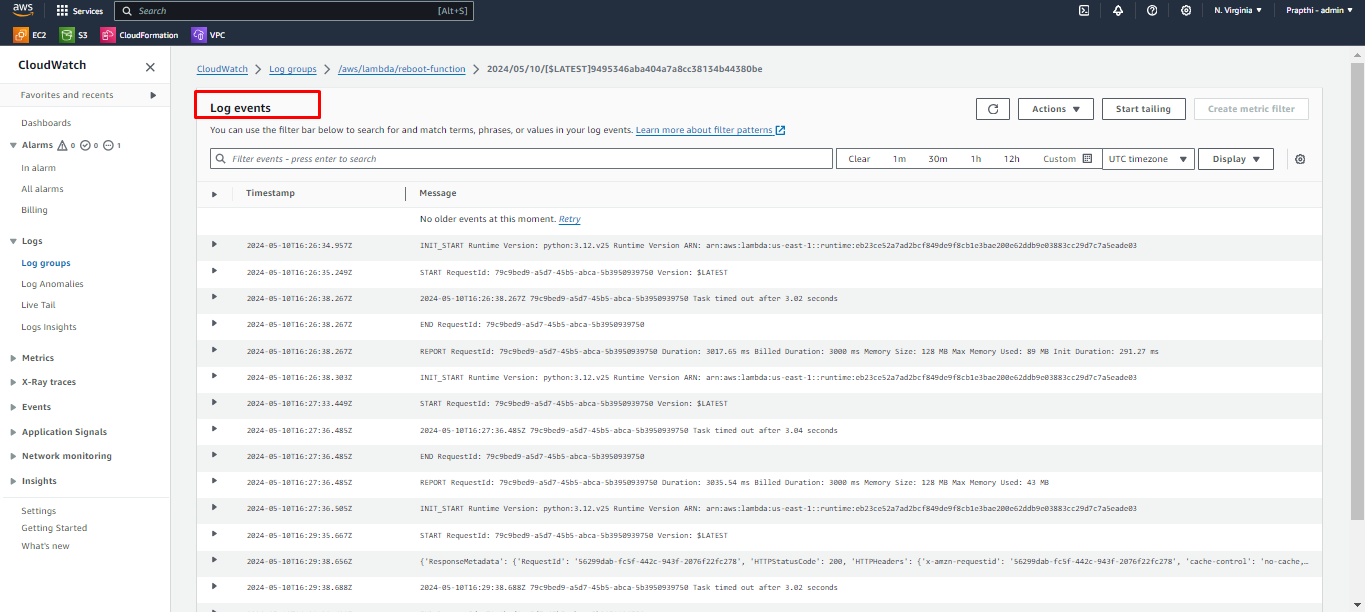 aws Services Search [Alt+S] N. Virginia Prapthi - admin
EC2 S3 CloudFormation VPC
CloudWatch
Favorites and recents
Dashboards
Alarms 0 0 1
In alarm
All alarms
Billing
Logs
Log groups
Log Anomalies
Live Tail
Logs Insights
Metrics
X-Ray traces
Events
Application Signals
Network monitoring
Insights
Settings
Getting Started
What's new
CloudWatch > Log groups > /aws/lambda/reboot-function > 2024/05/10/[$LATEST]9495346aba404a7a8cc38134b44380be
Log events
Actions Start tailing Create metric filter
You can use the filter bar below to search for and match terms, phrases, or values in your log events. Learn more about filter patterns
Filter events - press enter to search Clear 1m 30m 1h 12h Custom UTC timezone Display
Timestamp Message
No older events at this moment. Retry
2024-05-10T16:26:34.957Z INIT_START Runtime Version: python:3.12.v25 Runtime Version ARN: arn:aws:lambda:us-east-1::runtime:eb23ce52a7ad2bcf849de9f8cb1e3bae200e62ddb9e03883cc29d7c7a5eade03
2024-05-10T16:26:35.249Z START RequestId: 79c9bed9-a5d7-45b5-abca-5b3950939750 Version: $LATEST
2024-05-10T16:26:38.267Z 2024-05-10T16:26:38.267Z 79c9bed9-a5d7-45b5-abca-5b3950939750 Task timed out after 3.02 seconds
2024-05-10T16:26:38.267Z END RequestId: 79c9bed9-a5d7-45b5-abca-5b3950939750
2024-05-10T16:26:38.267Z REPORT RequestId: 79c9bed9-a5d7-45b5-abca-5b3950939750 Duration: 3017.65 ms Billed Duration: 3000 ms Memory Size: 128 MB Max Memory Used: 89 MB Init Duration: 291.27 ms
2024-05-10T16:26:38.303Z INIT_START Runtime Version: python:3.12.v25 Runtime Version ARN: arn:aws:lambda:us-east-1::runtime:eb23ce52a7ad2bcf849de9f8cb1e3bae200e62ddb9e03883cc29d7c7a5eade03
2024-05-10T16:27:33.449Z START RequestId: 79c9bed9-a5d7-45b5-abca-5b3950939750 Version: $LATEST
2024-05-10T16:27:36.485Z 2024-05-10T16:27:36.485Z 79c9bed9-a5d7-45b5-abca-5b3950939750 Task timed out after 3.04 seconds
2024-05-10T16:27:36.485Z END RequestId: 79c9bed9-a5d7-45b5-abca-5b3950939750
2024-05-10T16:27:36.485Z REPORT RequestId: 79c9bed9-a5d7-45b5-abca-5b3950939750 Duration: 3035.54 ms Billed Duration: 3000 ms Memory Size: 128 MB Max Memory Used: 43 MB
2024-05-10T16:27:36.505Z INIT_START Runtime Version: python:3.12.v25 Runtime Version ARN: arn:aws:lambda:us-east-1::runtime:eb23ce52a7ad2bcf849de9f8cb1e3bae200e62ddb9e03883cc29d7c7a5eade03
2024-05-10T16:29:35.667Z START RequestId: 79c9bed9-a5d7-45b5-abca-5b3950939750 Version: $LATEST
2024-05-10T16:29:38.656Z {'ResponseMetadata': {'RequestId': '56299dab-fc5f-442c-943f-2076f22fc278', 'HTTPStatusCode': 200, 'HTTPHeaders': {'x-amzn-requestid': '56299dab-fc5f-442c-943f-2076f22fc278', 'cache-control': 'no-cache,…
2024-05-10T16:29:38.688Z 2024-05-10T16:29:38.688Z 79c9bed9-a5d7-45b5-abca-5b3950939750 Task timed out after 3.02 seconds